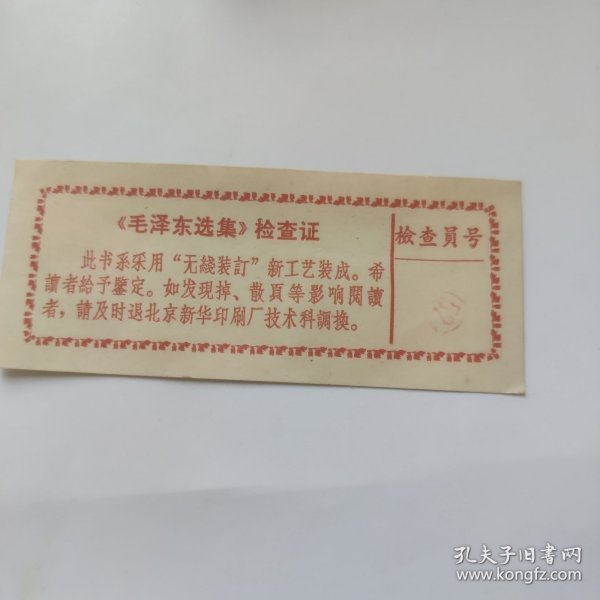 《毛泽东选集》检查证
此书系采用“无綫装訂”新工艺装成。希
讀者給予鑒定。如发现掉、散頁等影响閱讀
者，請及时退北京新华印刷厂技术科調换。
檢查員号
孔夫子旧书网
www.kongfz.com